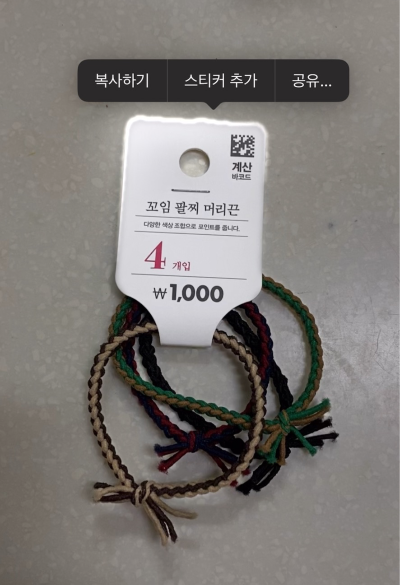 복사하기 스티커 추가 공유...
계산
바코드
꼬임 팔찌 머리끈
다양한 색상 조합으로 포인트를 줍니다.
4 개입
₩1,000